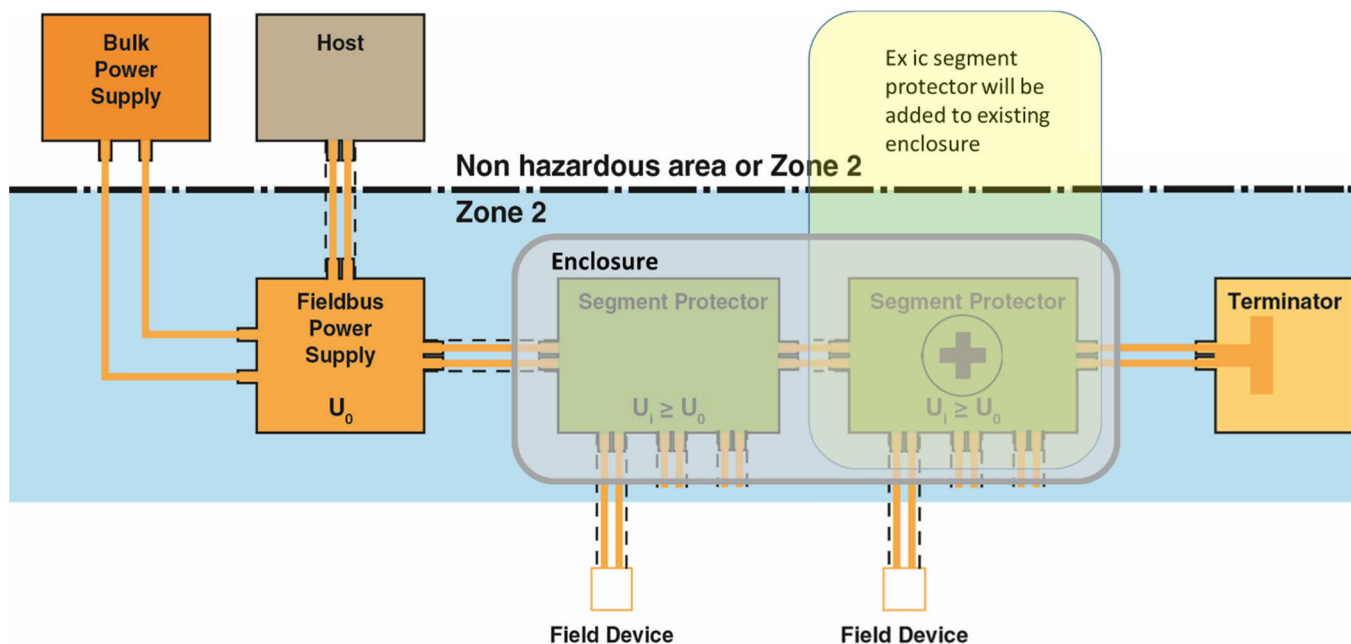 Bulk
Power
Supply
Host
Ex ic segment
protector will be
added to existing
enclosure
Non hazardous area or Zone 2
Zone 2
Enclosure
Fieldbus
Power
Supply
U₀
Segment Protector
Uᵢ ≥ U₀
Segment Protector
Uᵢ ≥ U₀
Terminator
Field Device
Field Device